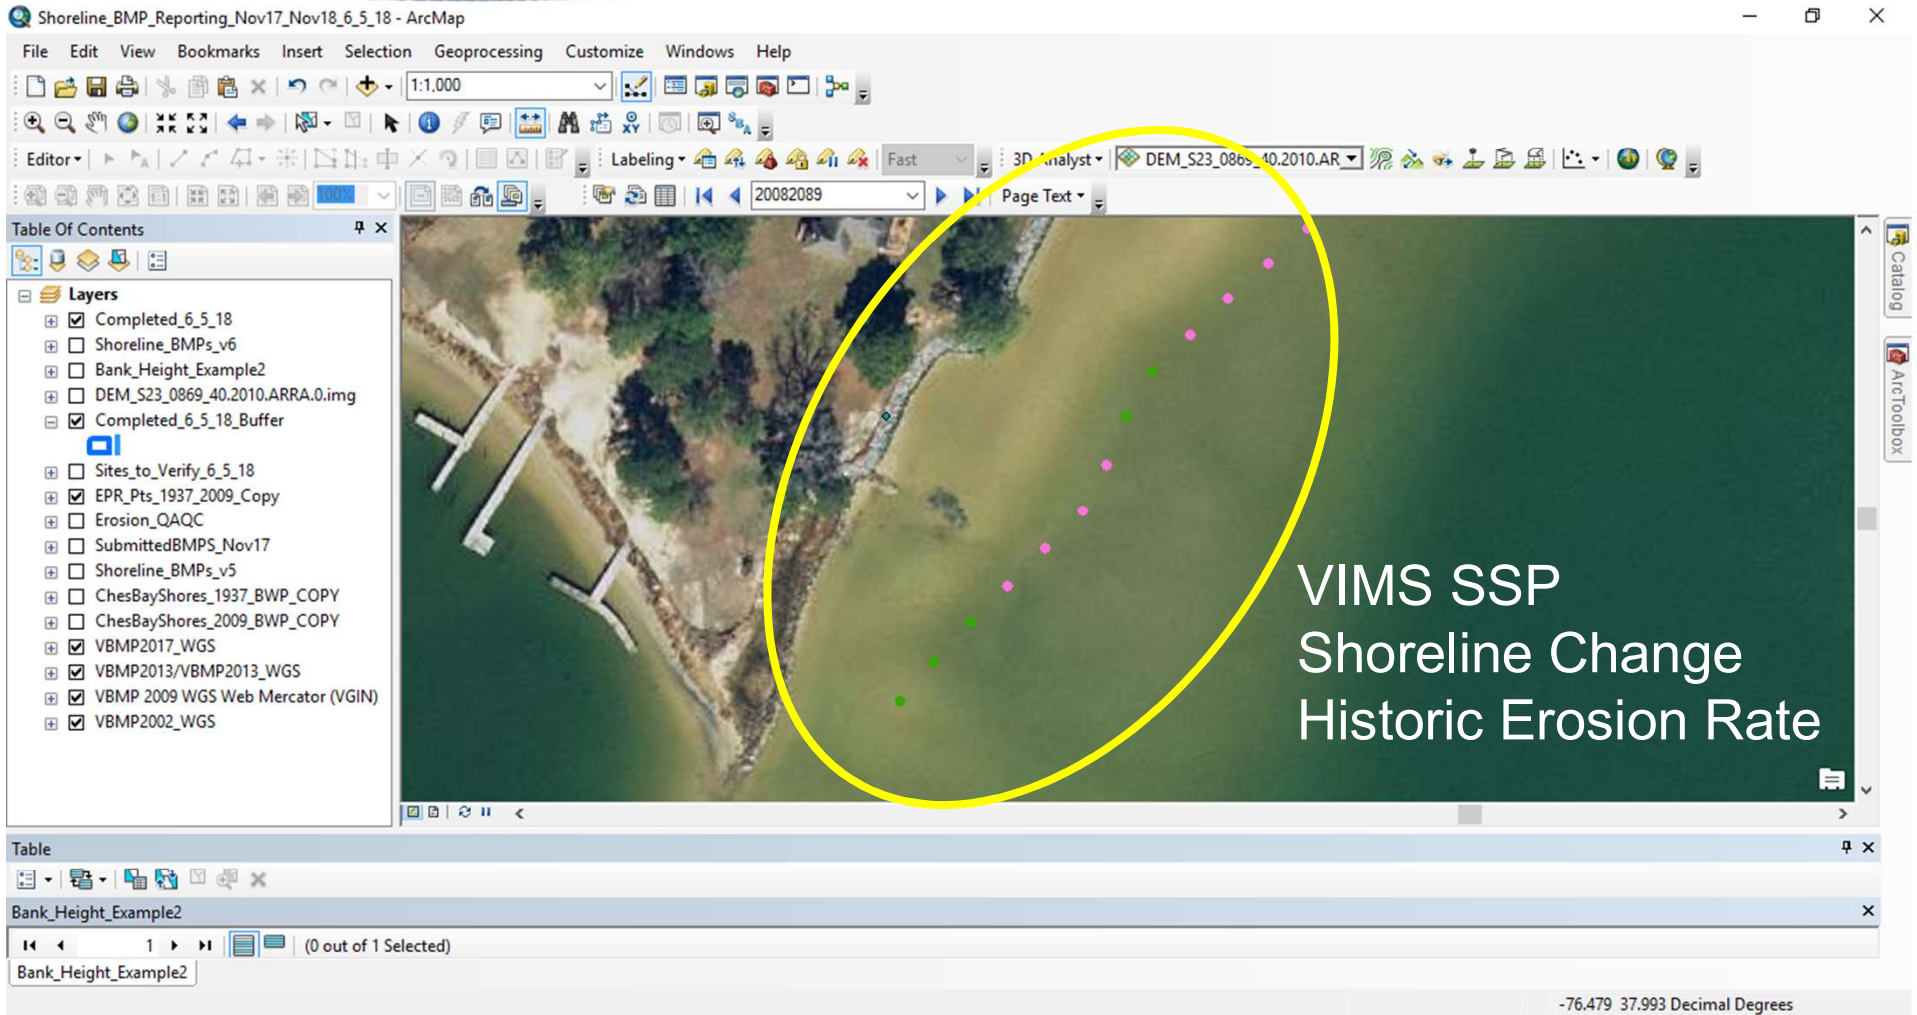 Shoreline_BMP_Reporting_Nov17_Nov18_6_5_18 - ArcMap
File Edit View Bookmarks Insert Selection Geoprocessing Customize Windows Help
1:1,000
Editor Labeling Fast 3D Analyst DEM_S23_0869_40.2010.AR
100% 20082089 Page Text
Table Of Contents
Layers
Completed_6_5_18
Shoreline_BMPs_v6
Bank_Height_Example2
DEM_S23_0869_40.2010.ARRA.0.img
Completed_6_5_18_Buffer
Sites_to_Verify_6_5_18
EPR_Pts_1937_2009_Copy
Erosion_QAQC
SubmittedBMPS_Nov17
Shoreline_BMPs_v5
ChesBayShores_1937_BWP_COPY
ChesBayShores_2009_BWP_COPY
VBMP2017_WGS
VBMP2013/VBMP2013_WGS
VBMP 2009 WGS Web Mercator (VGIN)
VBMP2002_WGS
VIMS SSP
Shoreline Change
Historic Erosion Rate
Catalog
ArcToolbox
Table
Bank_Height_Example2
1 (0 out of 1 Selected)
Bank_Height_Example2
-76.479 37.993 Decimal Degrees